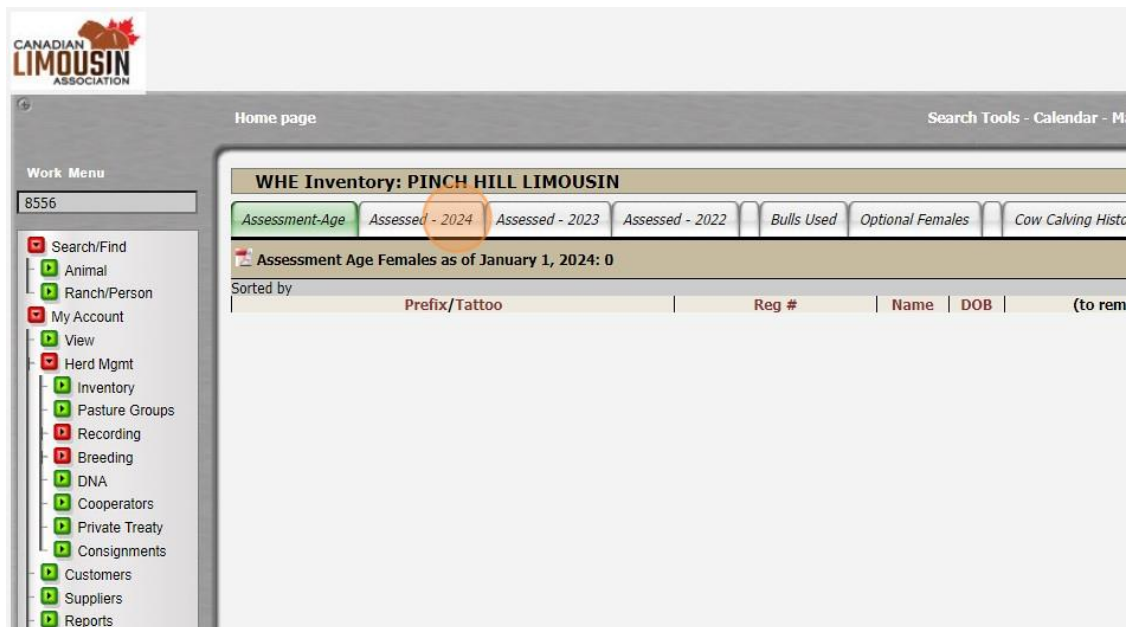 CANADIAN
LIMOUSIN
ASSOCIATION
Home page
Search Tools - Calendar -
Work Menu
8556
Search/Find
Animal
Ranch/Person
My Account
View
Herd Mgmt
Inventory
Pasture Groups
Recording
Breeding
DNA
Cooperators
Private Treaty
Consignments
Customers
Suppliers
Reports
WHE Inventory: PINCH HILL LIMOUSIN
Assessment-Age Assessed - 2024 Assessed - 2023 Assessed - 2022 Bulls Used Optional Females Cow Calving Histo
Assessment Age Females as of January 1, 2024: 0
Sorted by
Prefix/Tattoo Reg # Name DOB (to rem